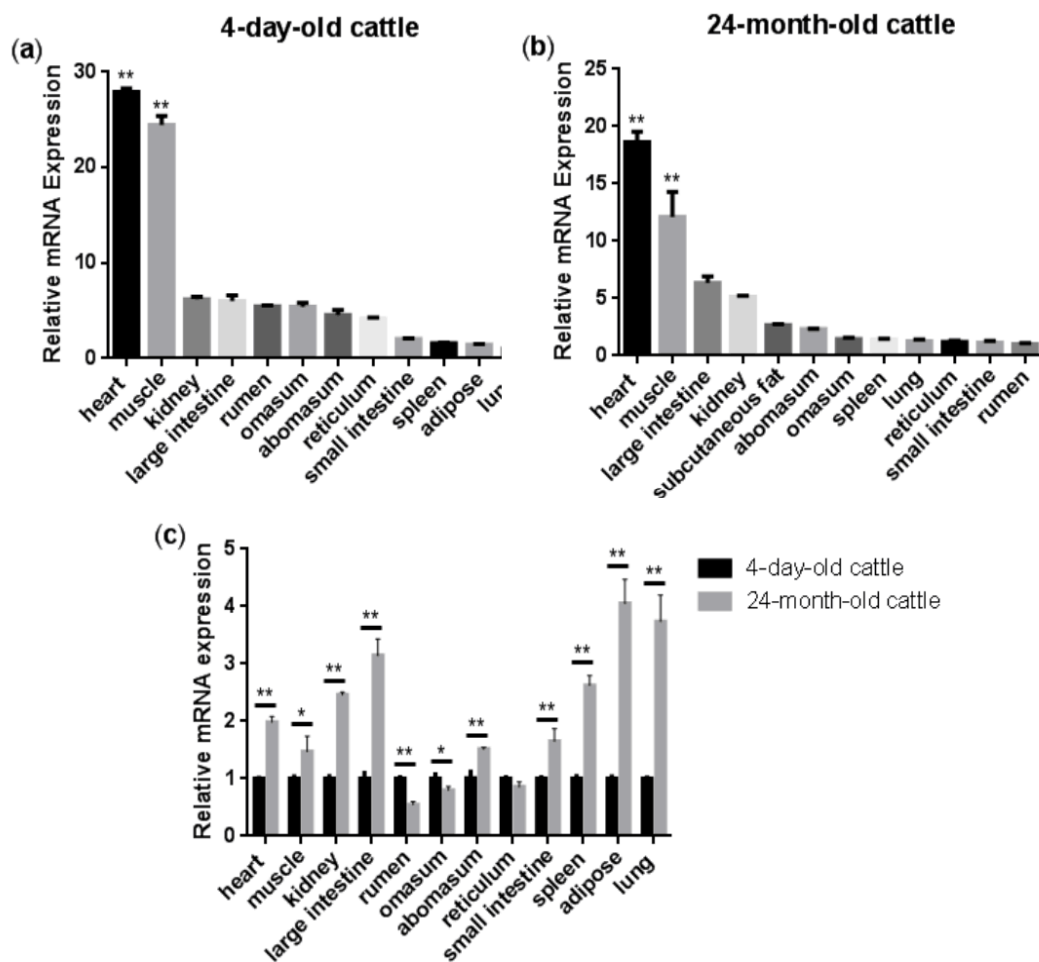 4-day-old cattle
(a)
Relative mRNA Expression
30
20
10
0
** **
heart
muscle
kidney
large intestine
rumen
omasum
abomasum
reticulum
small intestine
spleen
adipose
24-month-old cattle
(b)
Relative mRNA Expression
25
20
15
10
5
0
** **
heart
muscle
large intestine
kidney
subcutaneous fat
abomasum
omasum
spleen
lung
reticulum
small intestine
rumen
(c)
Relative mRNA expression
5
4
3
2
1
0
** * ** ** ** * ** ** ** ** **
heart
muscle
kidney
large intestine
rumen
omasum
abomasum
reticulum
small intestine
spleen
adipose
lung
4-day-old cattle
24-month-old cattle